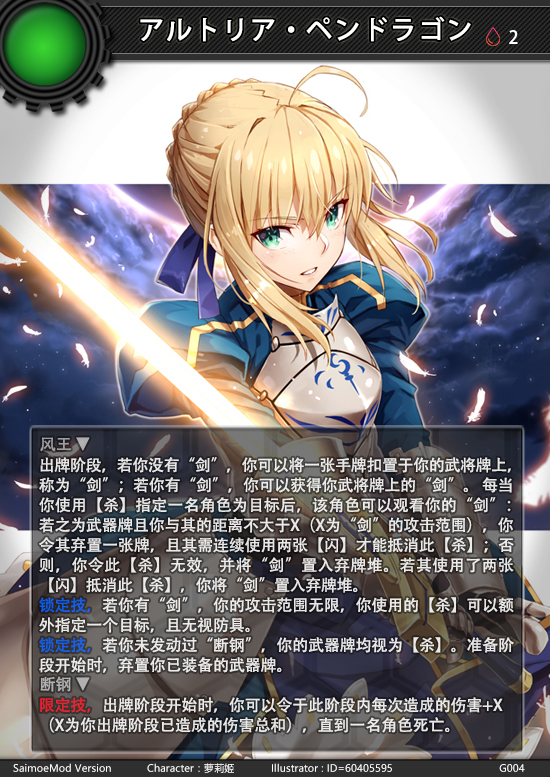 アルトリア・ペンドラゴン 2
风王▼
出牌阶段，若你没有“剑”，你可以将一张手牌扣置于你的武将牌上，
称为“剑”；若你有“剑”，你可以获得你武将牌上的“剑”。每当
你使用【杀】指定一名角色为目标后，该角色可以观看你的“剑”：
若之为武器牌且你与其的距离不大于X（X为“剑”的攻击范围），你
令其弃置一张牌，且其需连续使用两张【闪】才能抵消此【杀】；否
则，你令此【杀】无效，并将“剑”置入弃牌堆。若其使用了两张
【闪】抵消此【杀】，你将“剑”置入弃牌堆。
锁定技，若你有“剑”，你的攻击范围无限，你使用的【杀】可以额
外指定一个目标，且无视防具。
锁定技，若你未发动过“断钢”，你的武器牌均视为【杀】。准备阶
段开始时，弃置你已装备的武器牌。
断钢▼
限定技，出牌阶段开始时，你可以令于此阶段内每次造成的伤害+X
（X为你出牌阶段已造成的伤害总和），直到一名角色死亡。
SaimoeMod Version Character : 萝莉姬 Illustrator : ID=60405595 G004